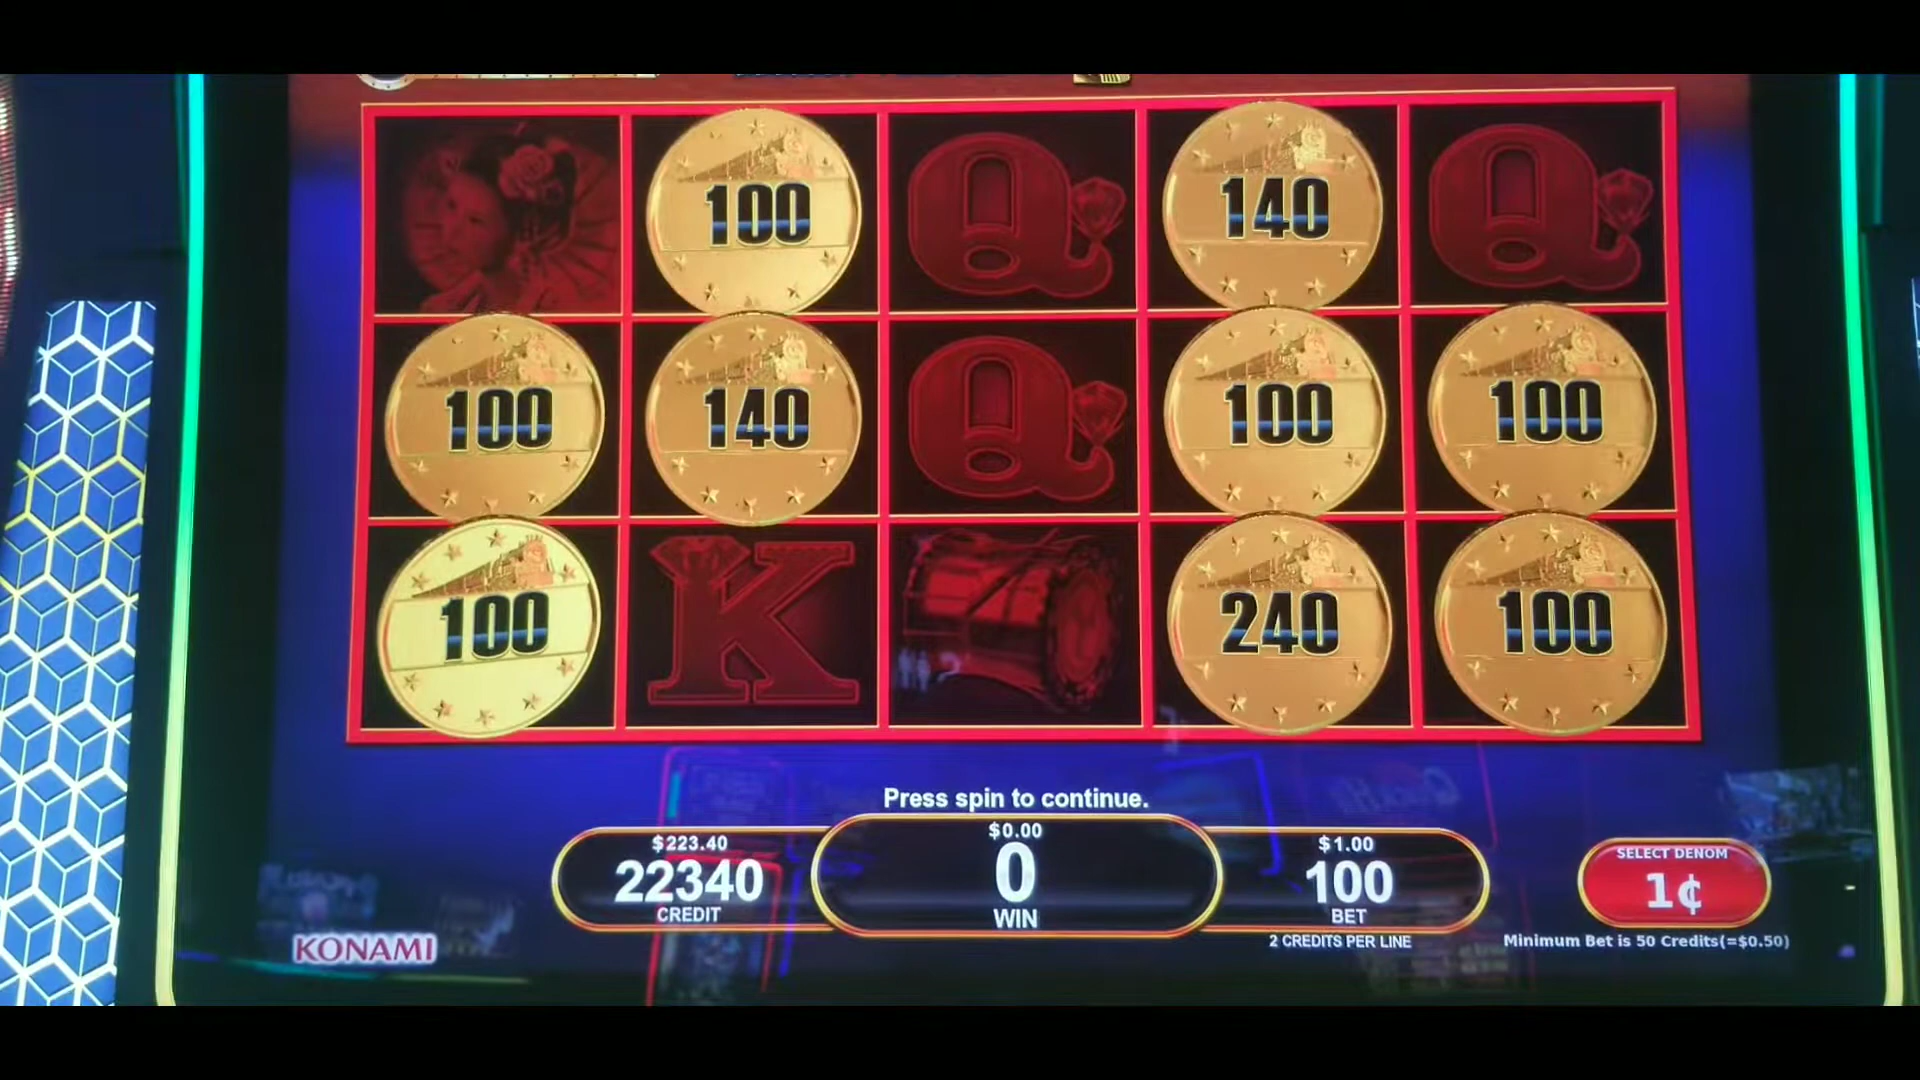 100
Q
140
Q
100
140
Q
100
100
100
K
240
100
Press spin to continue.
$223.40
22340
CREDIT
$0.00
0
WIN
$1.00
100
BET
2 CREDITS PER LINE
SELECT DENOM
1¢
Minimum Bet is 50 Credits(=$0.50)
KONAMI